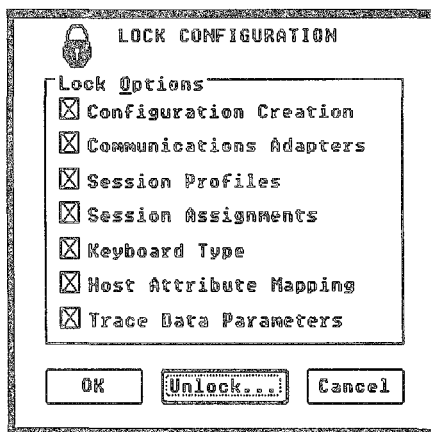 LOCK CONFIGURATION
Lock Options
Configuration Creation
Communications Adapters
Session Profiles
Session Assignments
Keyboard Type
Host Attribute Mapping
Trace Data Parameters
OK Unlock... Cancel